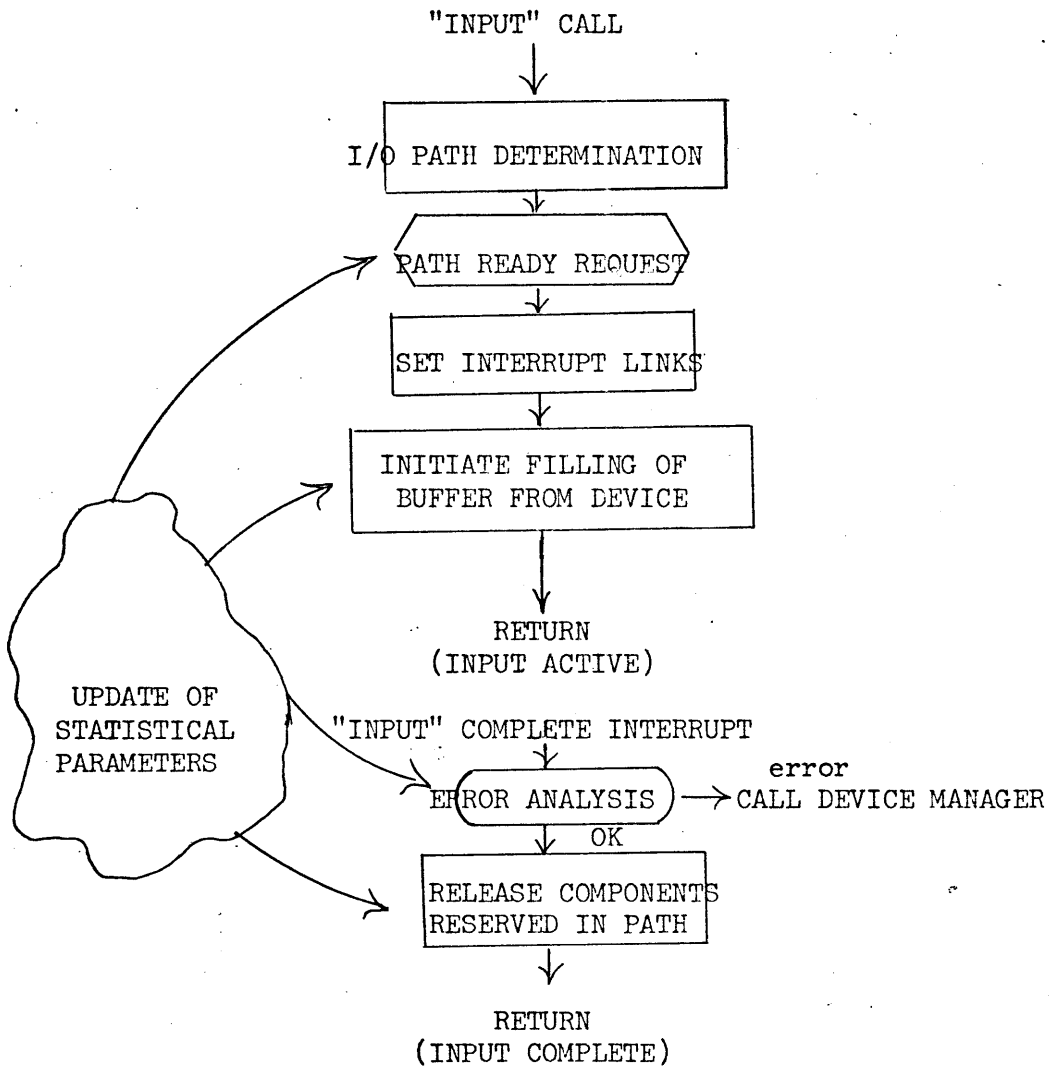 "INPUT" CALL
I/O PATH DETERMINATION
PATH READY REQUEST
SET INTERRUPT LINKS
INITIATE FILLING OF
BUFFER FROM DEVICE
RETURN
(INPUT ACTIVE)
UPDATE OF
STATISTICAL
PARAMETERS
"INPUT" COMPLETE INTERRUPT
ERROR ANALYSIS
error
CALL DEVICE MANAGER
OK
RELEASE COMPONENTS
RESERVED IN PATH
RETURN
(INPUT COMPLETE)